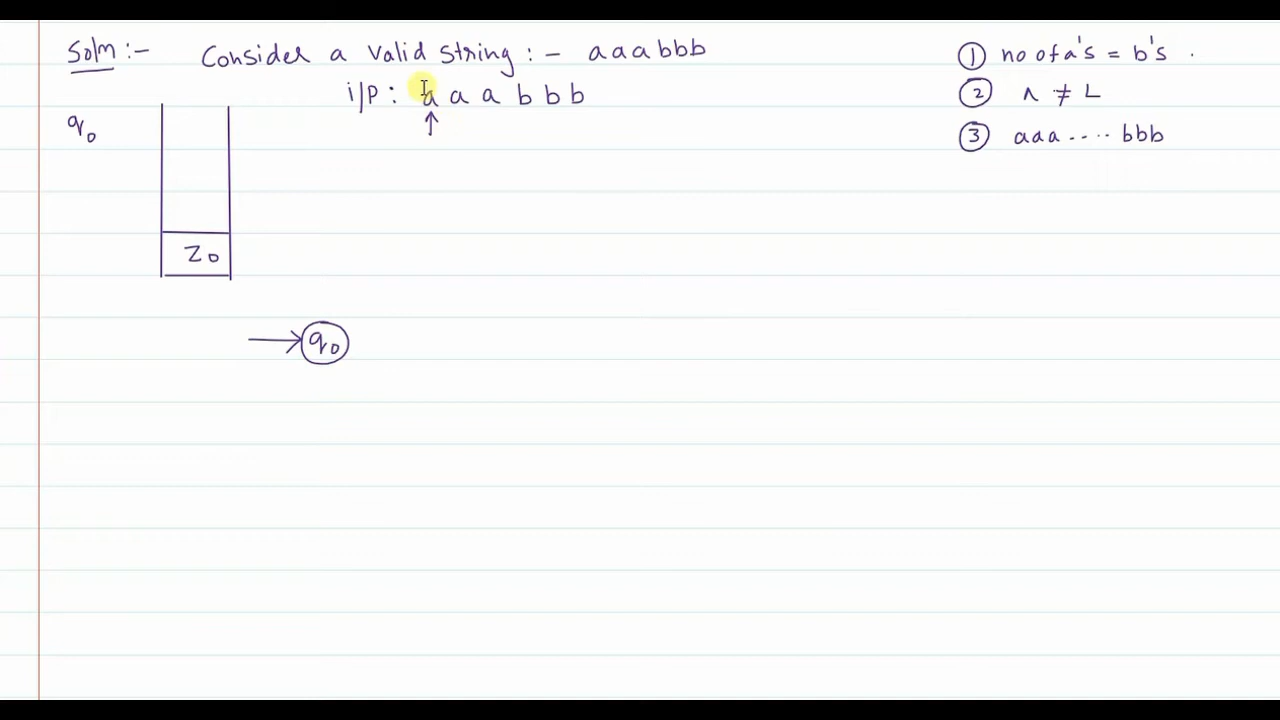 Soln :- Consider a valid string : - aaabbb
i/p : a a a b b b
① no of a's = b's .
② ᴧ ≠ L
③ aaa .... bbb
q₀
Z₀
q₀